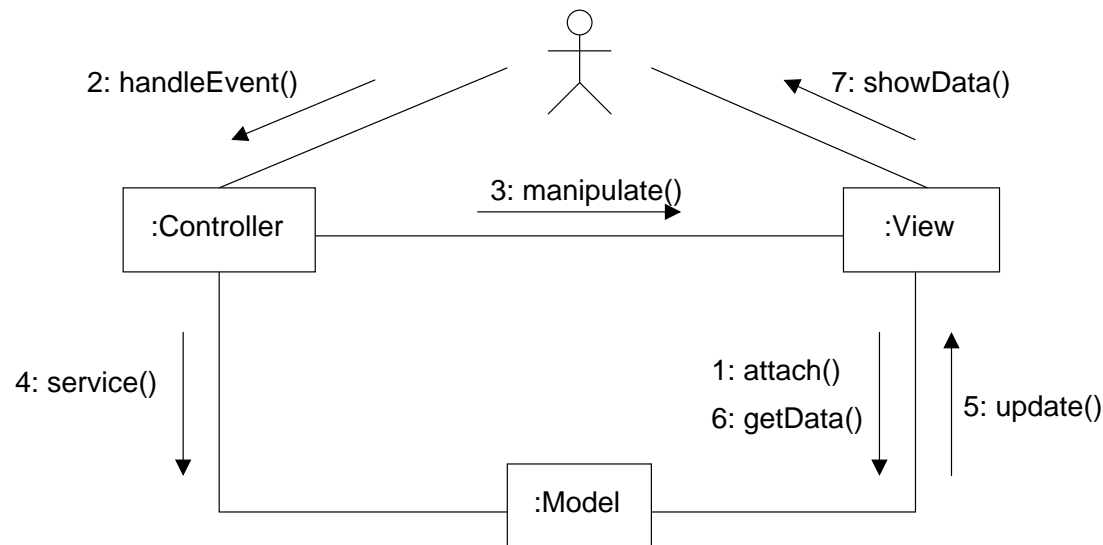 2: handleEvent()
7: showData()
3: manipulate()
:Controller
:View
4: service()
1: attach()
6: getData()
5: update()
:Model